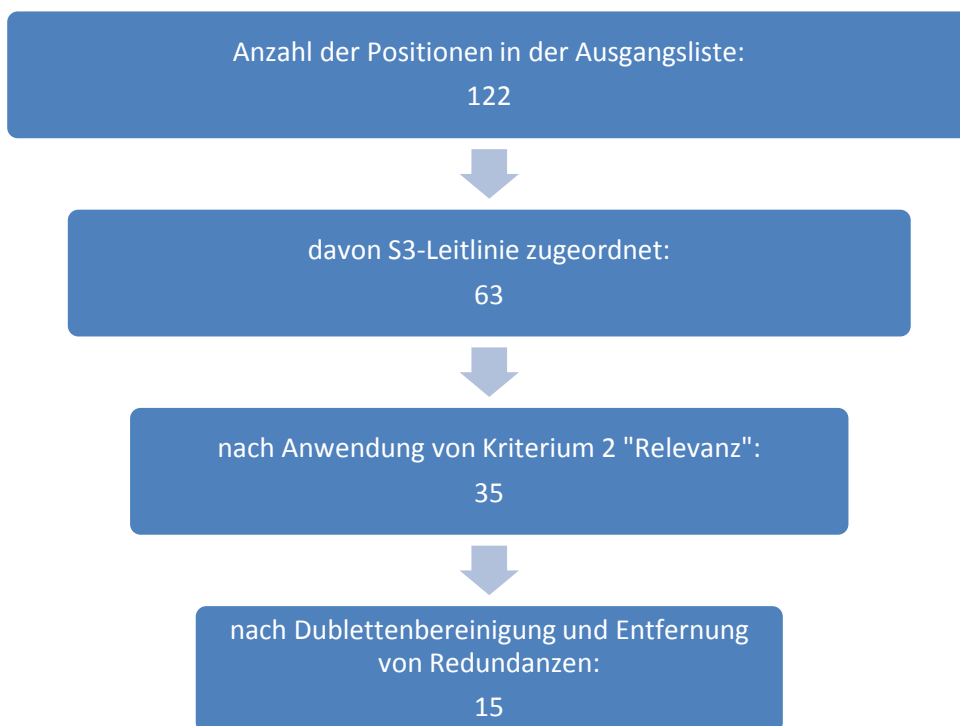 Anzahl der Positionen in der Ausgangsliste:
122
davon S3-Leitlinie zugeordnet:
63
nach Anwendung von Kriterium 2 "Relevanz":
35
nach Dublettenbereinigung und Entfernung
von Redundanzen:
15